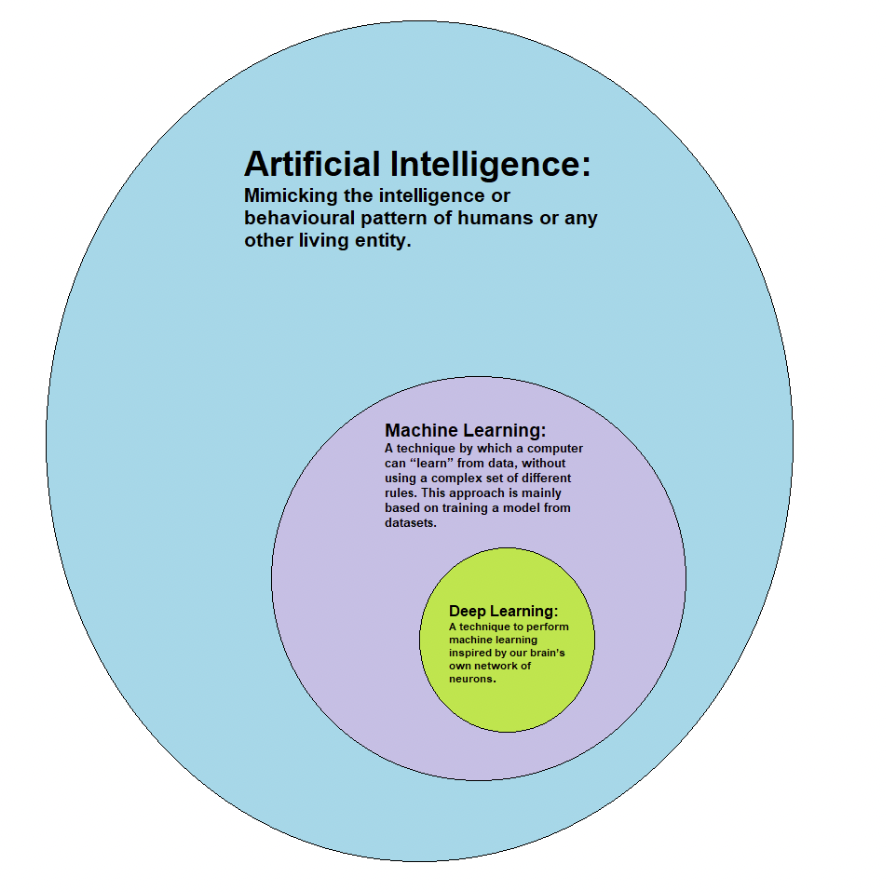 Artificial Intelligence:
Mimicking the intelligence or
behavioural pattern of humans or any
other living entity.
Machine Learning:
A technique by which a computer
can “learn” from data, without
using a complex set of different
rules. This approach is mainly
based on training a model from
datasets.
Deep Learning:
A technique to perform
machine learning
inspired by our brain’s
own network of
neurons.